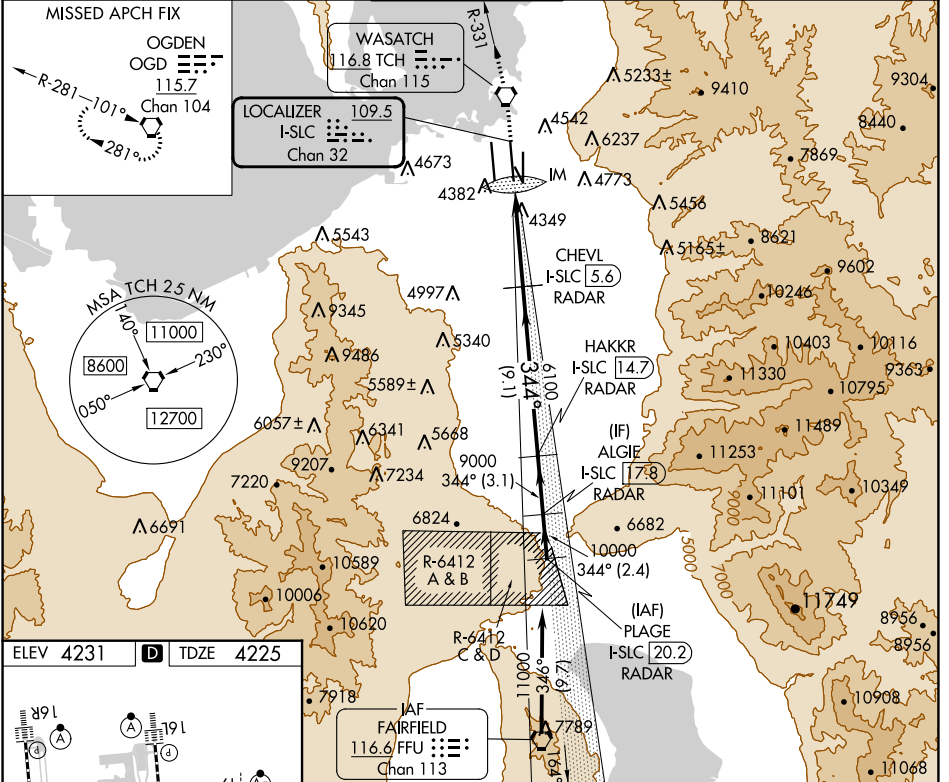 MISSED APCH FIX
OGDEN
OGD
115.7
Chan 104
R-281
101°
281°
WASATCH
116.8 TCH
Chan 115
R-331
LOCALIZER 109.5
I-SLC
Chan 32
5233±
9410
9304
8440
4542
6237
7869
4673
4382
IM
4773
4349
5456
5543
5165±
8621
9602
CHEVL
I-SLC 5.6
RADAR
MSA TCH 25 NM
140°
11000
8600
230°
050°
12700
4997
9345
10246
5340
9486
HAKKR
I-SLC 14.7
RADAR
10403
10116
9363
5589±
11330
10795
344°
(9.1)
6100
6057±
6341
5668
(IF)
ALGIE
I-SLC 17.8
RADAR
11489
11253
9207
7234
9000
344° (3.1)
7220
11101
10349
6691
6824
6682
7000
5000
R-6412
A & B
10589
10006
10620
10000
344° (2.4)
(IAF)
PLAGE
I-SLC 20.2
RADAR
7000
11749
8956
8956
R-6412
C & D
11000
346°
(6.7)
ELEV 4231
D
TDZE 4225
7918
10908
IAF
FAIRFIELD
116.6 FFU
Chan 113
7789
164°
11068
16R
A
P
A
16L
P
A